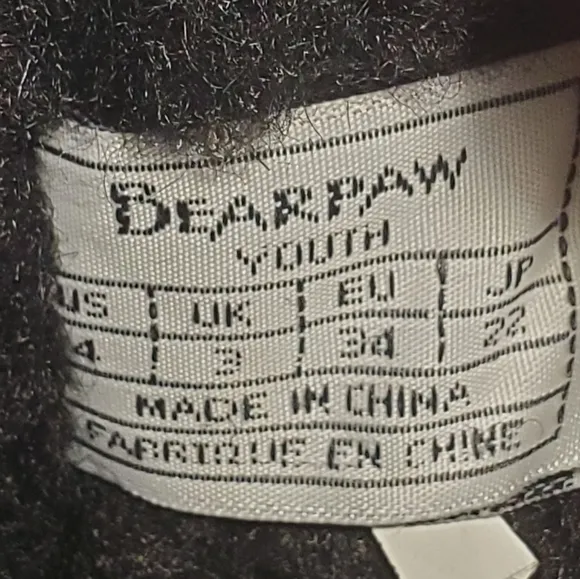 BEARPAW
YOUTH
US UK EU JP
4 3 34 22
MADE IN CHINA
FABRIQUE EN CHINE